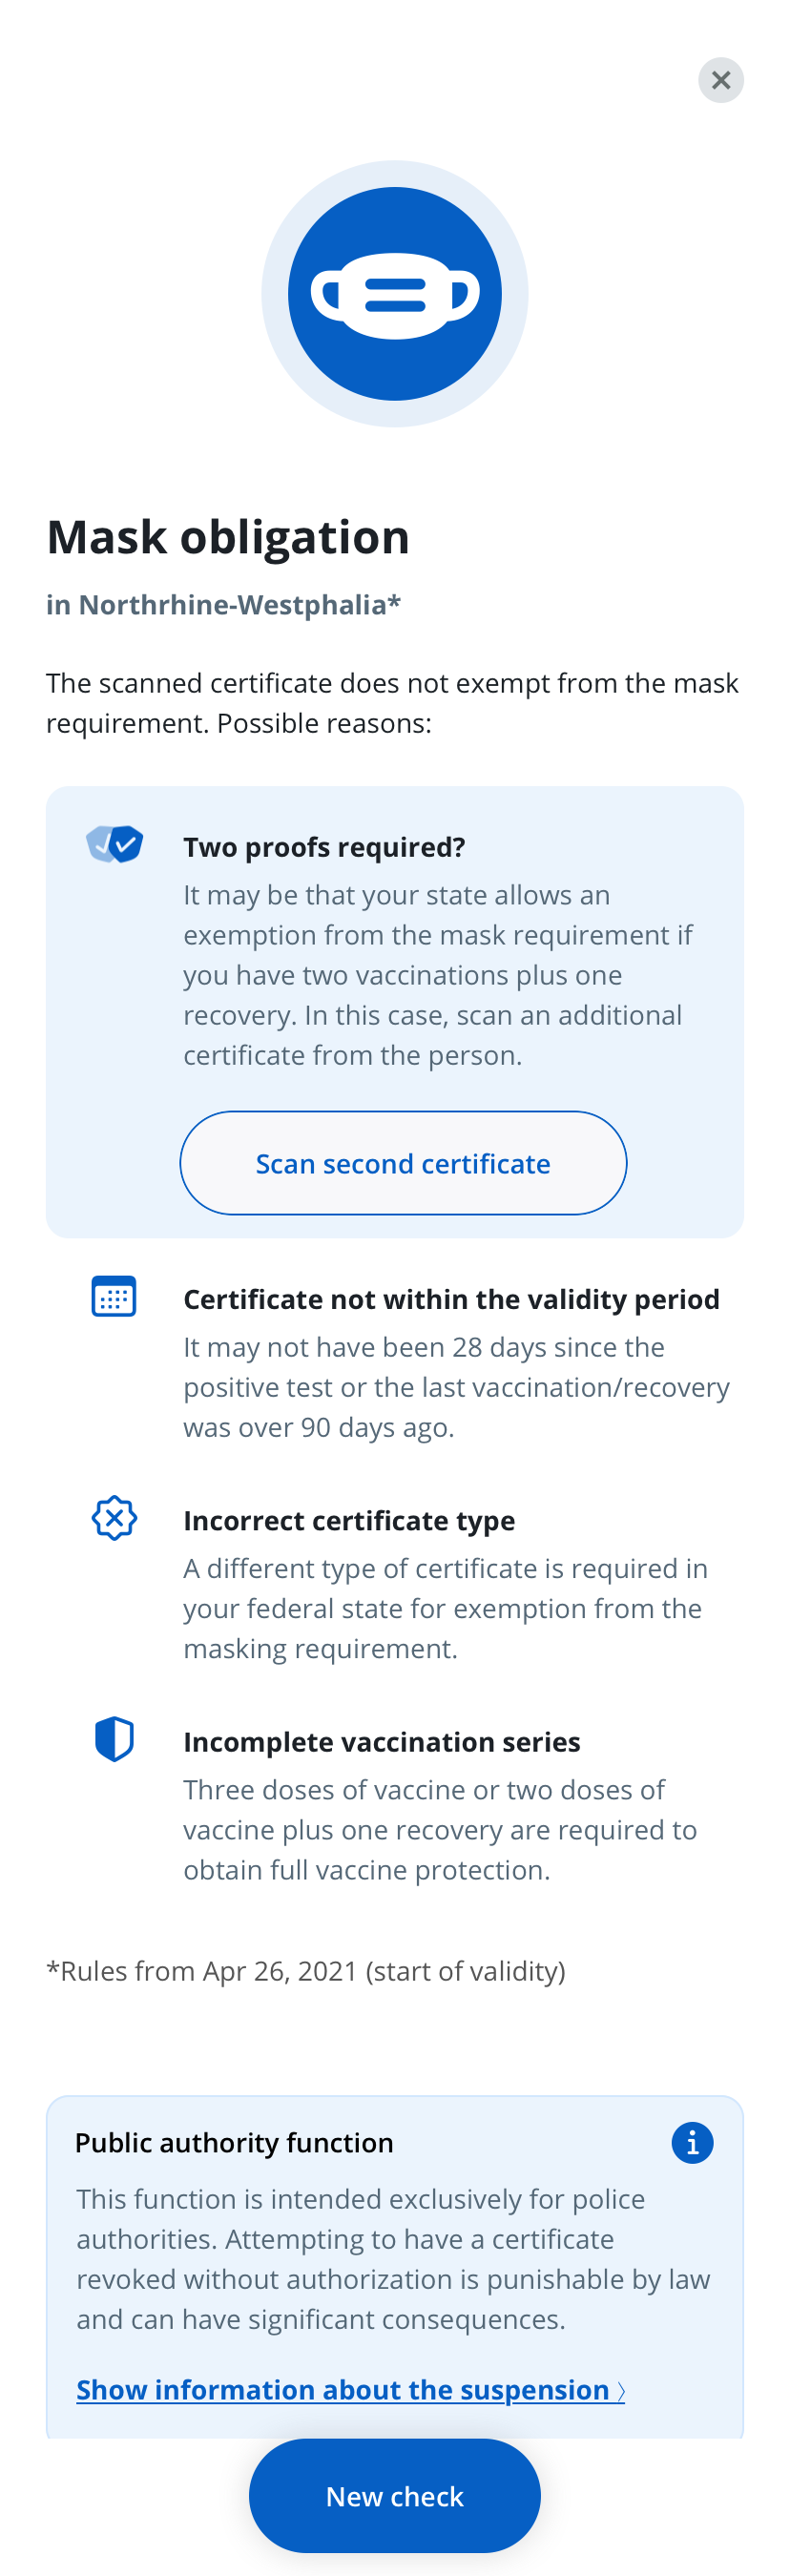 Mask obligation
in Northrhine-Westphalia*
The scanned certificate does not exempt from the mask
requirement. Possible reasons:
Two proofs required?
It may be that your state allows an
exemption from the mask requirement if
you have two vaccinations plus one
recovery. In this case, scan an additional
certificate from the person.
Scan second certificate
Certificate not within the validity period
It may not have been 28 days since the
positive test or the last vaccination/recovery
was over 90 days ago.
Incorrect certificate type
A different type of certificate is required in
your federal state for exemption from the
masking requirement.
Incomplete vaccination series
Three doses of vaccine or two doses of
vaccine plus one recovery are required to
obtain full vaccine protection.
*Rules from Apr 26, 2021 (start of validity)
Public authority function
This function is intended exclusively for police
authorities. Attempting to have a certificate
revoked without authorization is punishable by law
and can have significant consequences.
Show information about the suspension
New check